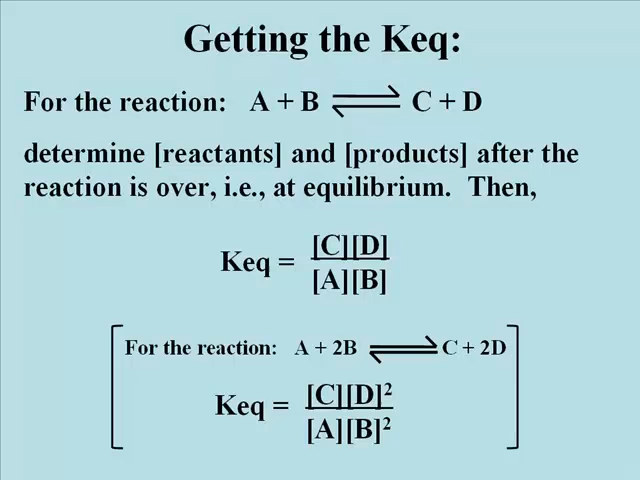 Getting the Keq:
For the reaction: A + B ⇌ C + D
determine [reactants] and [products] after the
reaction is over, i.e., at equilibrium. Then,
[C][D]
Keq =
[A][B]
For the reaction: A + 2B ⇌ C + 2D
[C][D]²
Keq =
[A][B]²